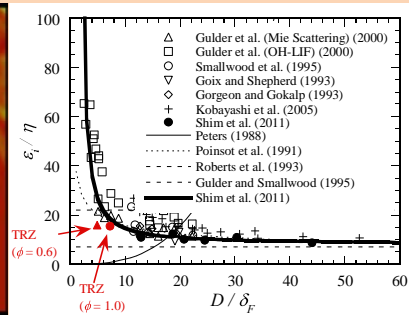 100
80
60
40
20
0
εᵢ / η
Gulder et al. (Mie Scattering) (2000)
Gulder et al. (OH-LIF) (2000)
Smallwood et al. (1995)
Goix and Shepherd (1993)
Gorgeon and Gokalp (1993)
Kobayashi et al. (2005)
Shim et al. (2011)
Peters (1988)
Poinsot et al. (1991)
Roberts et al. (1993)
Gulder and Smallwood (1995)
Shim et al. (2011)
TRZ
(ϕ = 0.6)
TRZ
(ϕ = 1.0)
0 10 20 30 40 50 60
D / δF